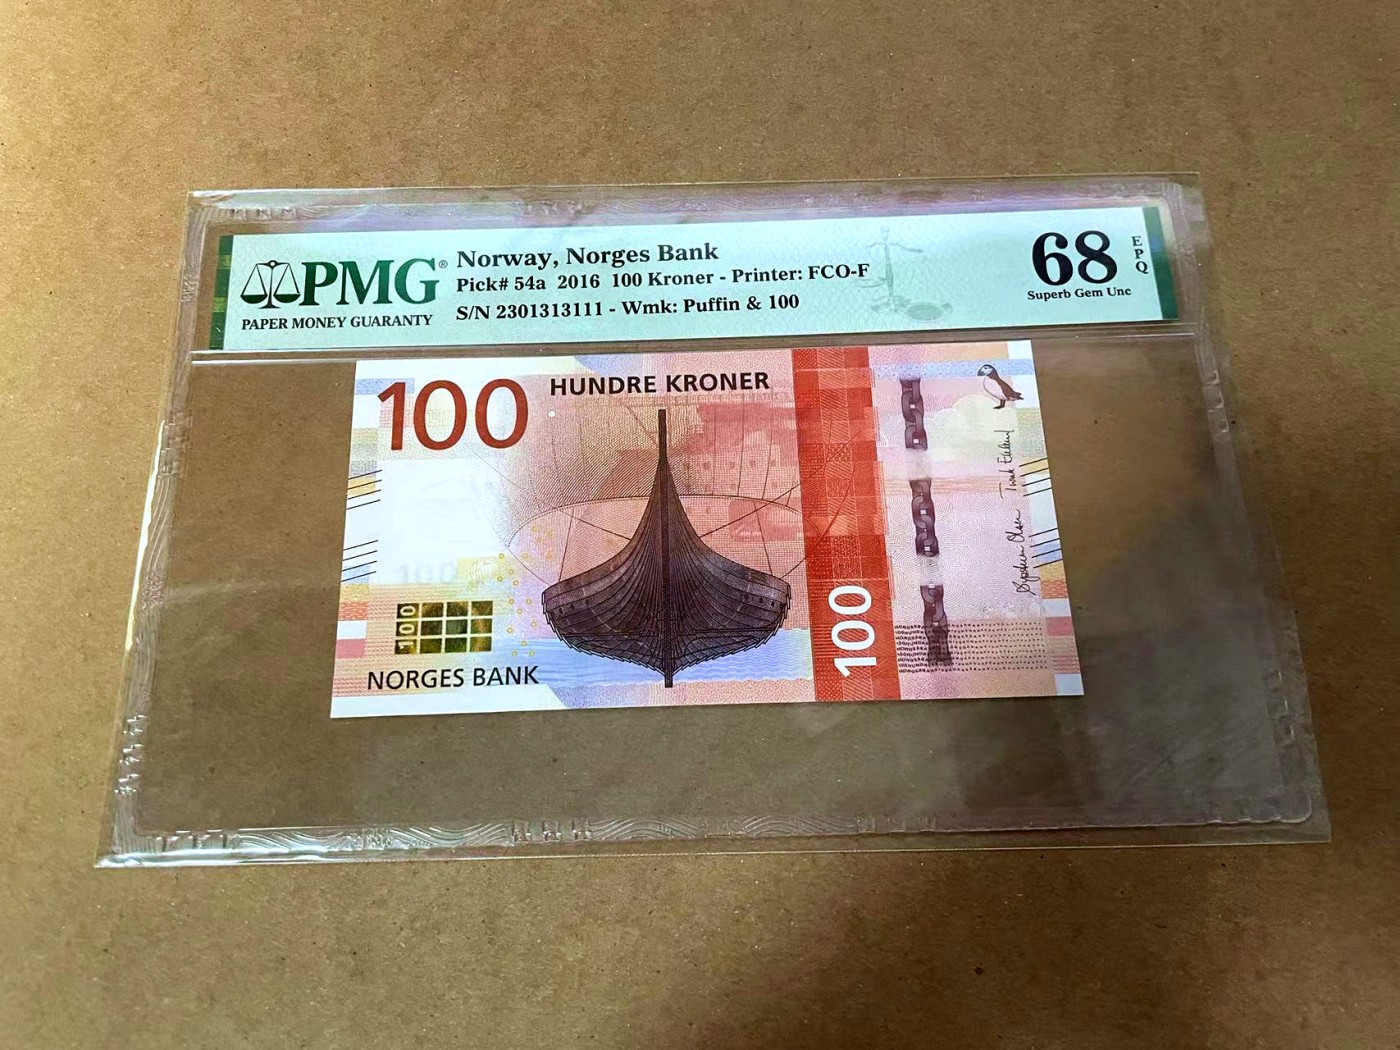 PMG®
PAPER MONEY GUARANTY
Norway, Norges Bank
Pick# 54a 2016 100 Kroner - Printer: FCO-F
S/N 2301313111 - Wmk: Puffin & 100
68
EPQ
Superb Gem Unc
100
HUNDRE KRONER
100
100
NORGES BANK
100